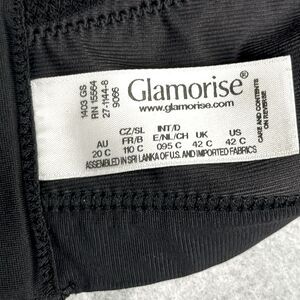 1403 GS
RN 15564
27-1144-8
9066
Glamorise®
www.glamorise.com
CARE AND CONTENTS
ON REVERSE
CZ/SL INT/D
AU FR/B E/NL/CH UK US
20 C 110 C 095 C 42 C 42 C
ASSEMBLED IN SRI LANKA OF U.S. AND IMPORTED FABRICS